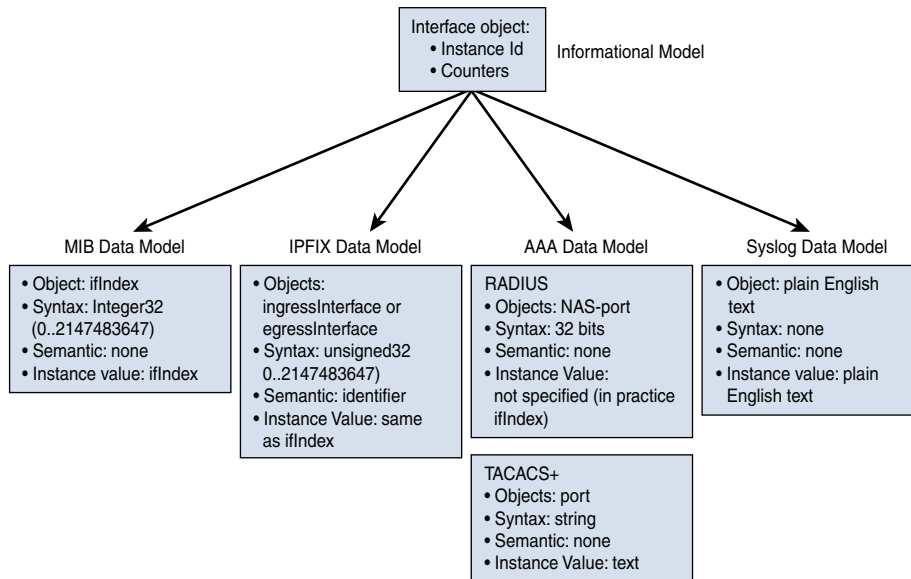 Interface object:
• Instance Id
• Counters
Informational Model
MIB Data Model
• Object: ifIndex
• Syntax: Integer32
(0..2147483647)
• Semantic: none
• Instance value: ifIndex
IPFIX Data Model
• Objects:
ingressInterface or
egressInterface
• Syntax: unsigned32
0..2147483647)
• Semantic: identifier
• Instance Value: same
as ifIndex
AAA Data Model
RADIUS
• Objects: NAS-port
• Syntax: 32 bits
• Semantic: none
• Instance Value:
not specified (in practice
ifIndex)
TACACS+
• Objects: port
• Syntax: string
• Semantic: none
• Instance Value: text
Syslog Data Model
• Object: plain English
text
• Syntax: none
• Semantic: none
• Instance value: plain
English text